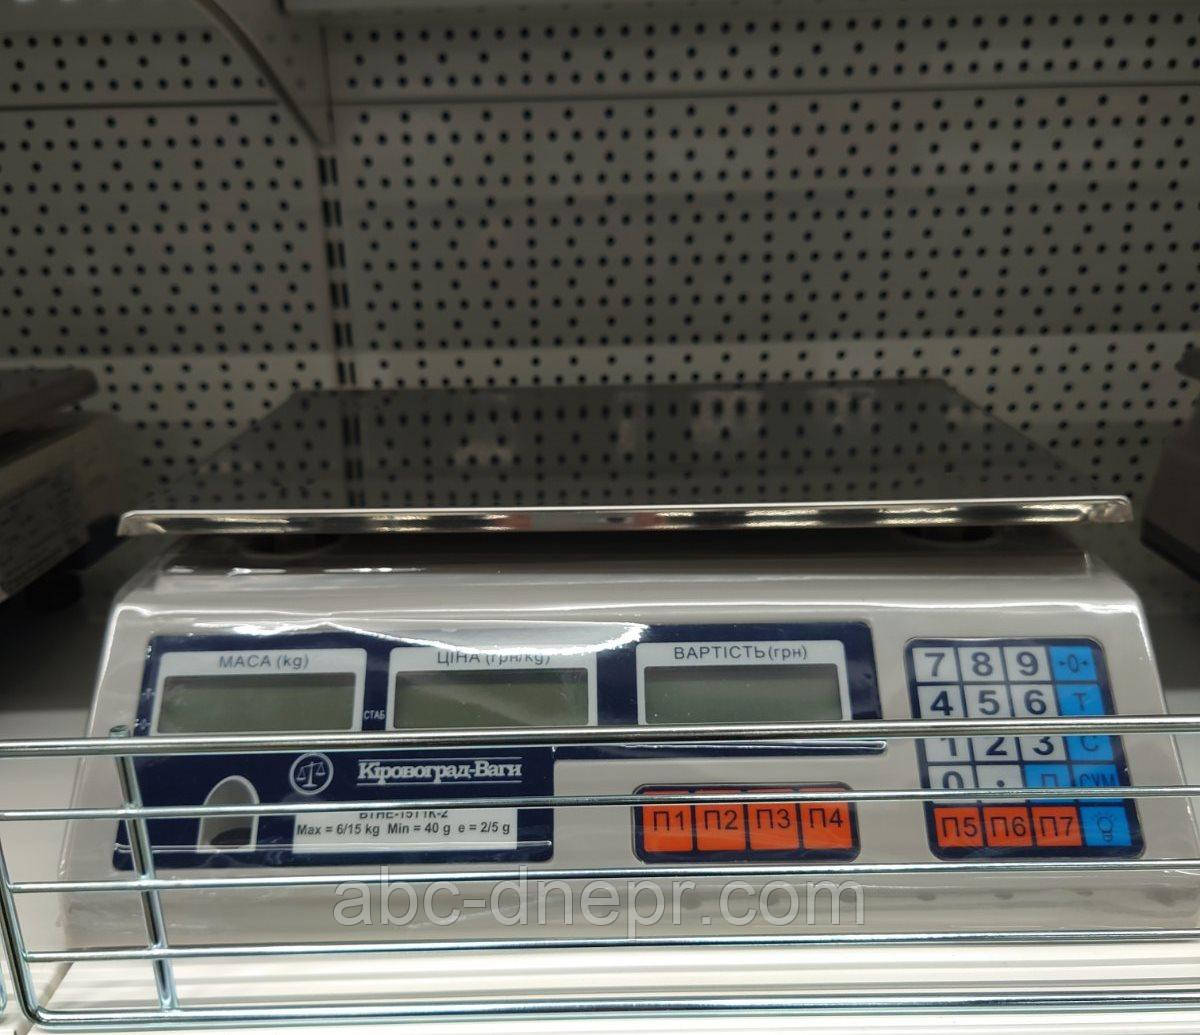 МАСА (kg)
ЦІНА (грн/kg)
ВАРТІСТЬ(грн)
СТАБ
Кіровоград-Ваги
Max = 6/15 kg Min = 40 g e = 2/5 g
7 8 9 →0←
4 5 6 Т
1 2 3 С
0 . П СУМ
П1 П2 П3 П4
П5 П6 П7
abc-dnepr.com